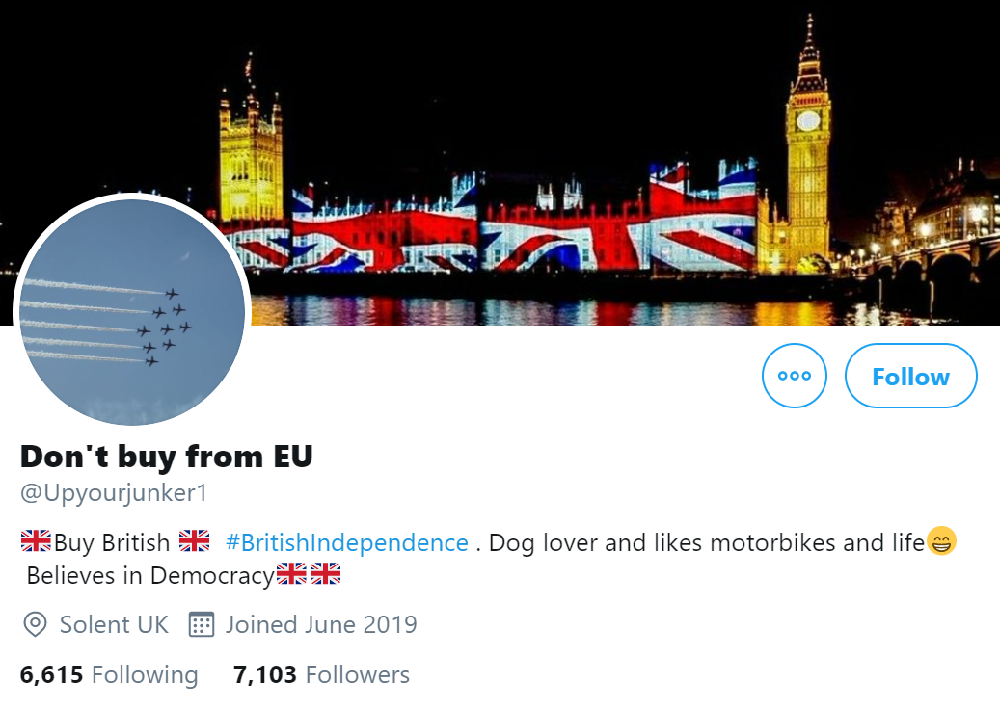 Follow
Don't buy from EU
@Upyourjunker1
🇬🇧Buy British 🇬🇧 #BritishIndependence . Dog lover and likes motorbikes and life😁
Believes in Democracy🇬🇧🇬🇧
Solent UK Joined June 2019
6,615 Following 7,103 Followers